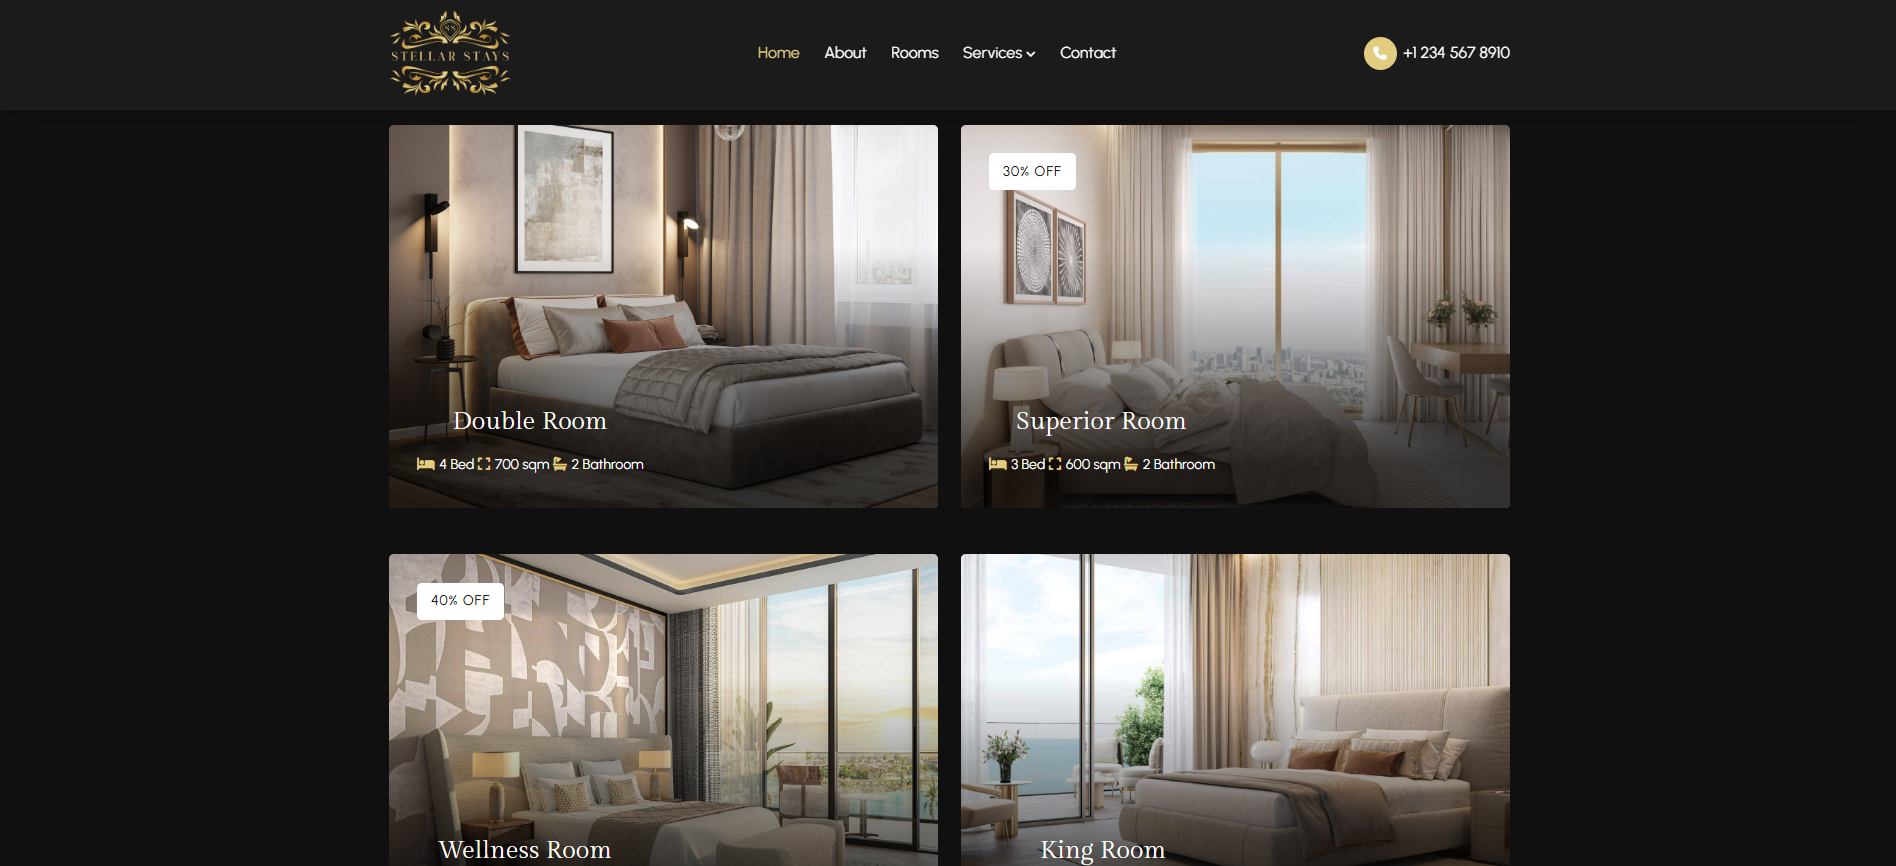 SS
STELLAR STAYS
Home About Rooms Services Contact
+1 234 567 8910
30% OFF
Double Room
4 Bed 700 sqm 2 Bathroom
Superior Room
3 Bed 600 sqm 2 Bathroom
40% OFF
Wellness Room
King Room